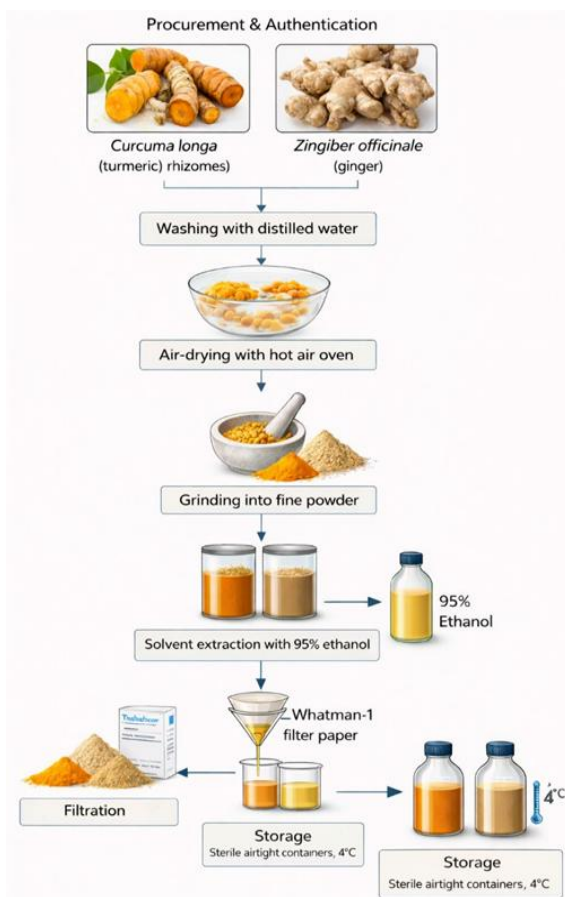 Procurement & Authentication
Curcuma longa
(turmeric) rhizomes)
Zingiber officinale
(ginger)
Washing with distilled water
Air-drying with hot air oven
Grinding into fine powder
95%
Ethanol
Solvent extraction with 95% ethanol
Whatman-1
filter paper
Filtration
Storage
Sterile airtight containers, 4°C
4°C
Storage
Sterile airtight containers, 4°C